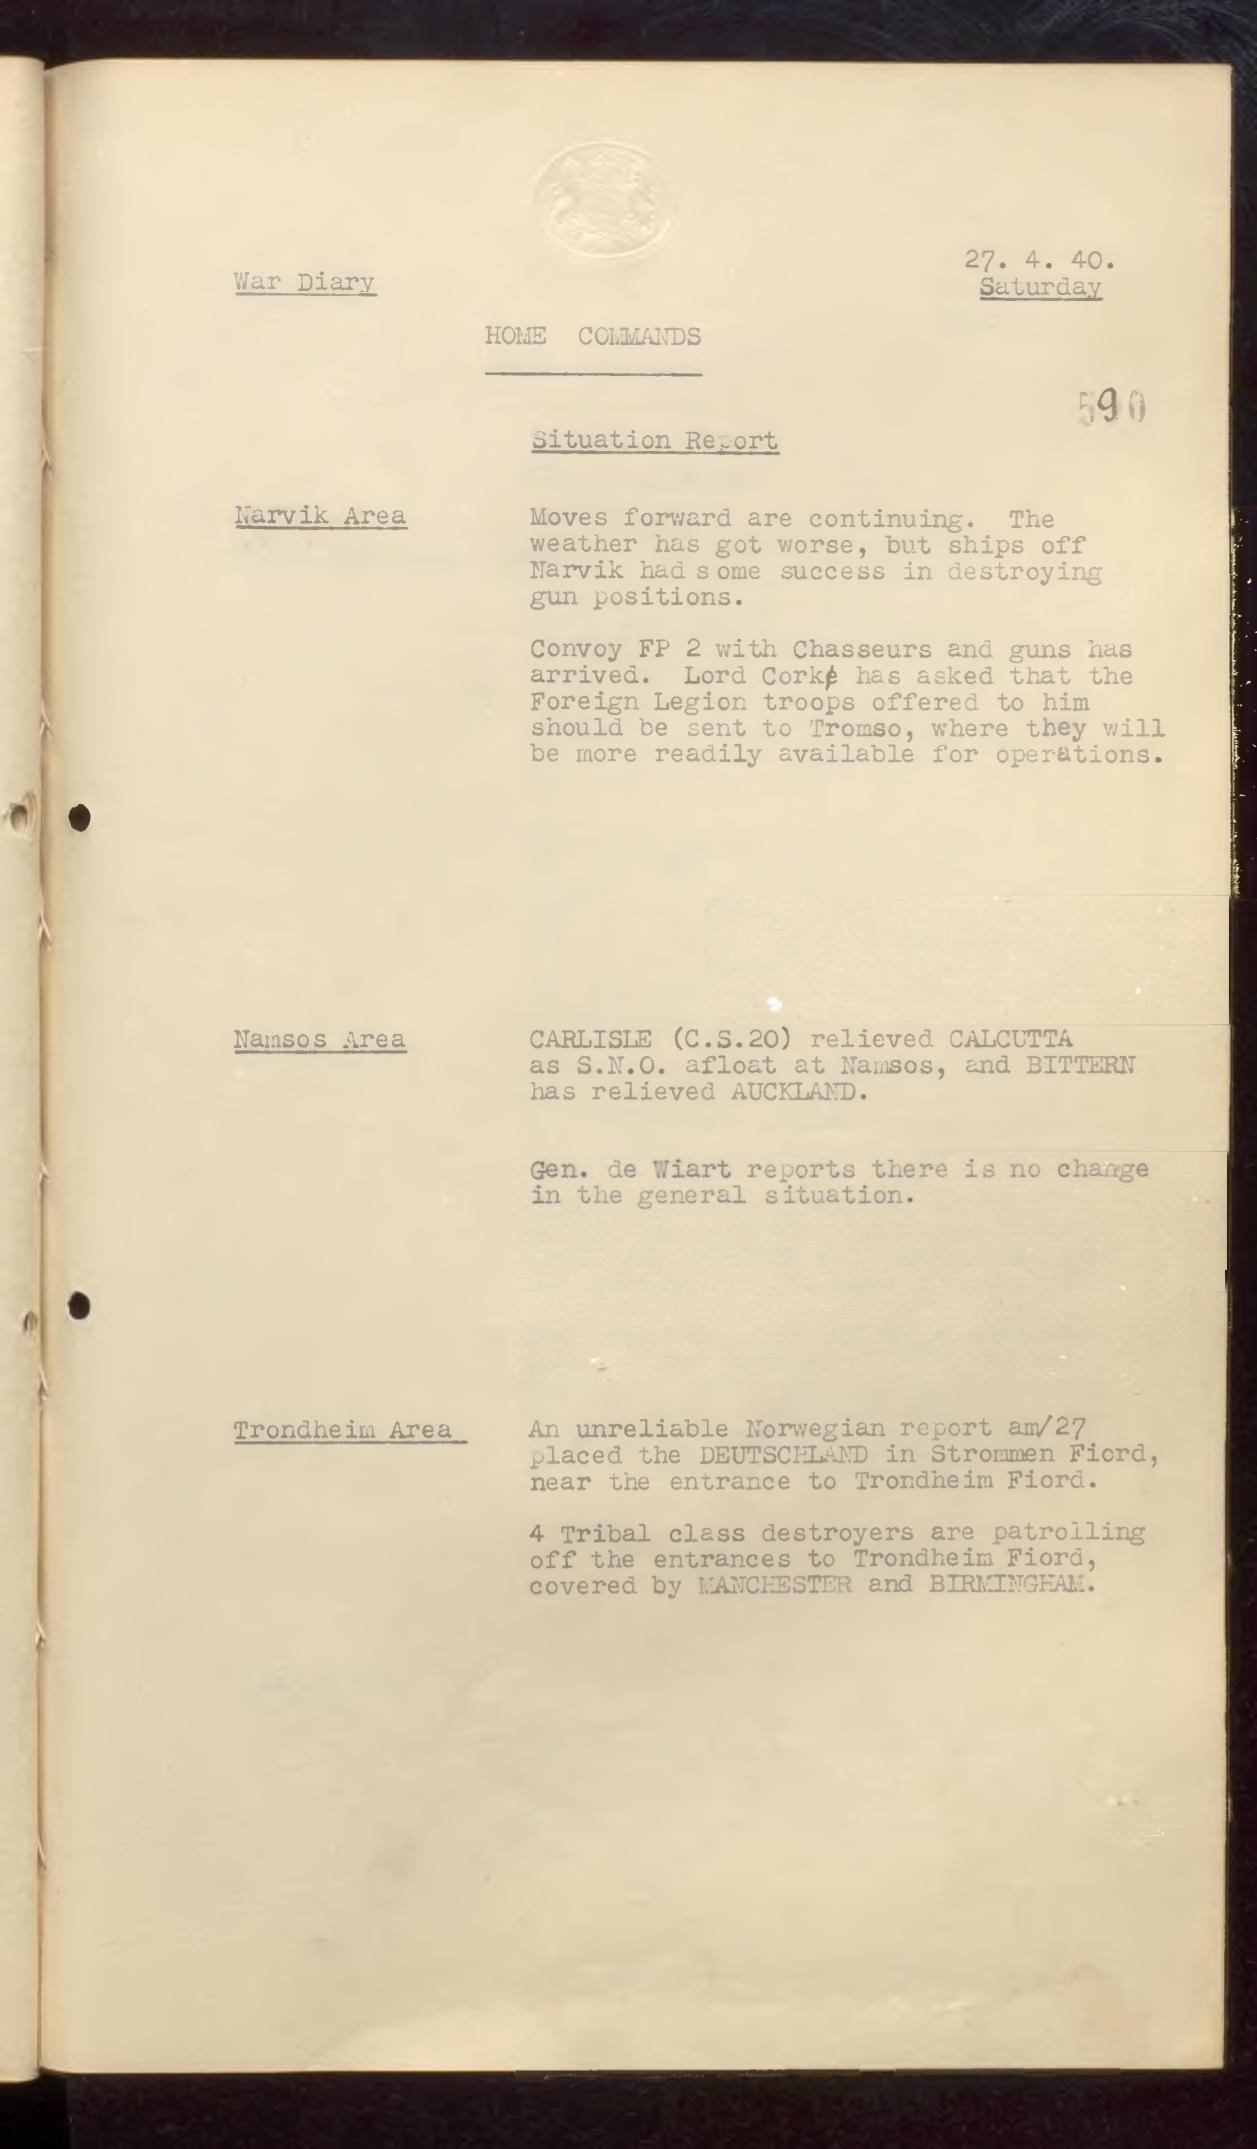 War Diary
27. 4. 40.
Saturday
HOME COMMANDS
590
Situation Report
Narvik Area
Moves forward are continuing. The
weather has got worse, but ships off
Narvik had some success in destroying
gun positions.
Convoy FP 2 with Chasseurs and guns has
arrived. Lord Cork has asked that the
Foreign Legion troops offered to him
should be sent to Tromso, where they will
be more readily available for operations.
Namsos Area
CARLISLE (C.S.20) relieved CALCUTTA
as S.N.O. afloat at Namsos, and BITTERN
has relieved AUCKLAND.
Gen. de Wiart reports there is no change
in the general situation.
Trondheim Area
An unreliable Norwegian report am/27
placed the DEUTSCHLAND in Strommen Fiord,
near the entrance to Trondheim Fiord.
4 Tribal class destroyers are patrolling
off the entrances to Trondheim Fiord,
covered by MANCHESTER and BIRMINGHAM.